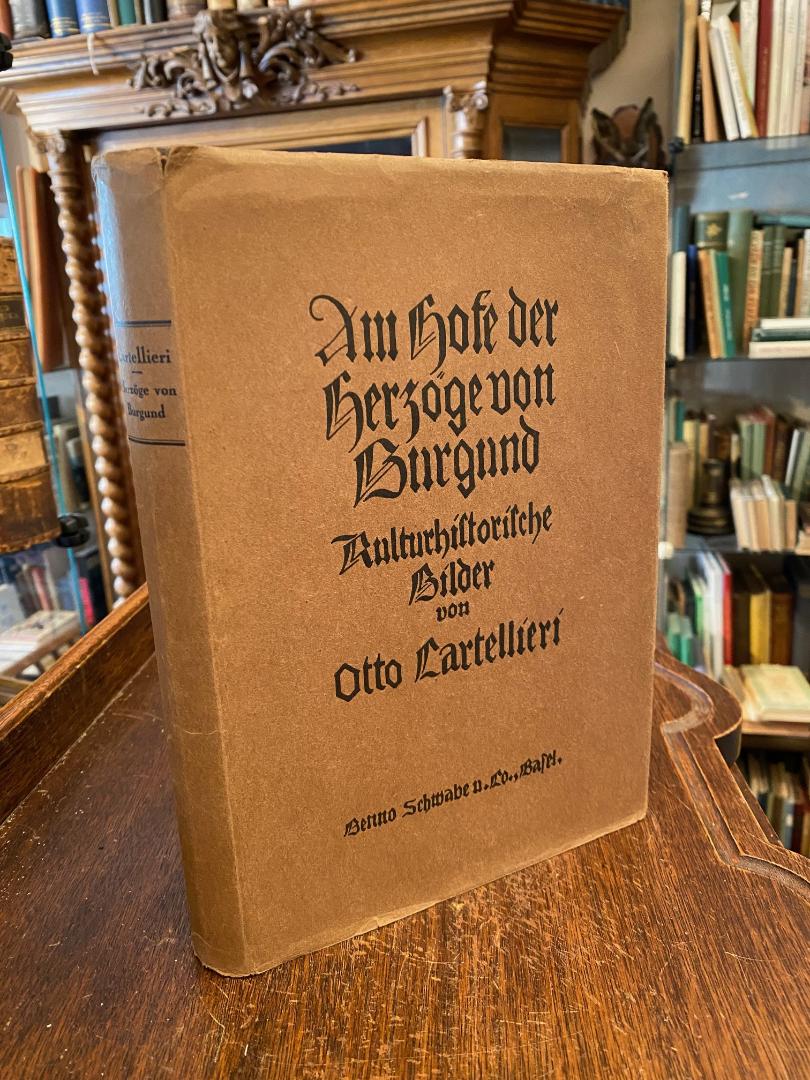 Am Hofe der
Herzöge von
Burgund
Kulturhiſtoriſche
Bilder
von
Otto Cartellieri
Benno Schwabe u. Co., Baſel.
Cartellieri
Herzöge von
Burgund